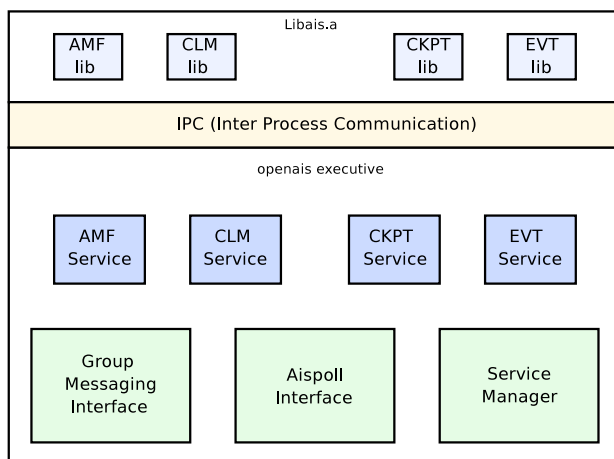 Libais.a
AMF
lib
CLM
lib
CKPT
lib
EVT
lib
IPC (Inter Process Communication)
openais executive
AMF
Service
CLM
Service
CKPT
Service
EVT
Service
Group
Messaging
Interface
Aispoll
Interface
Service
Manager